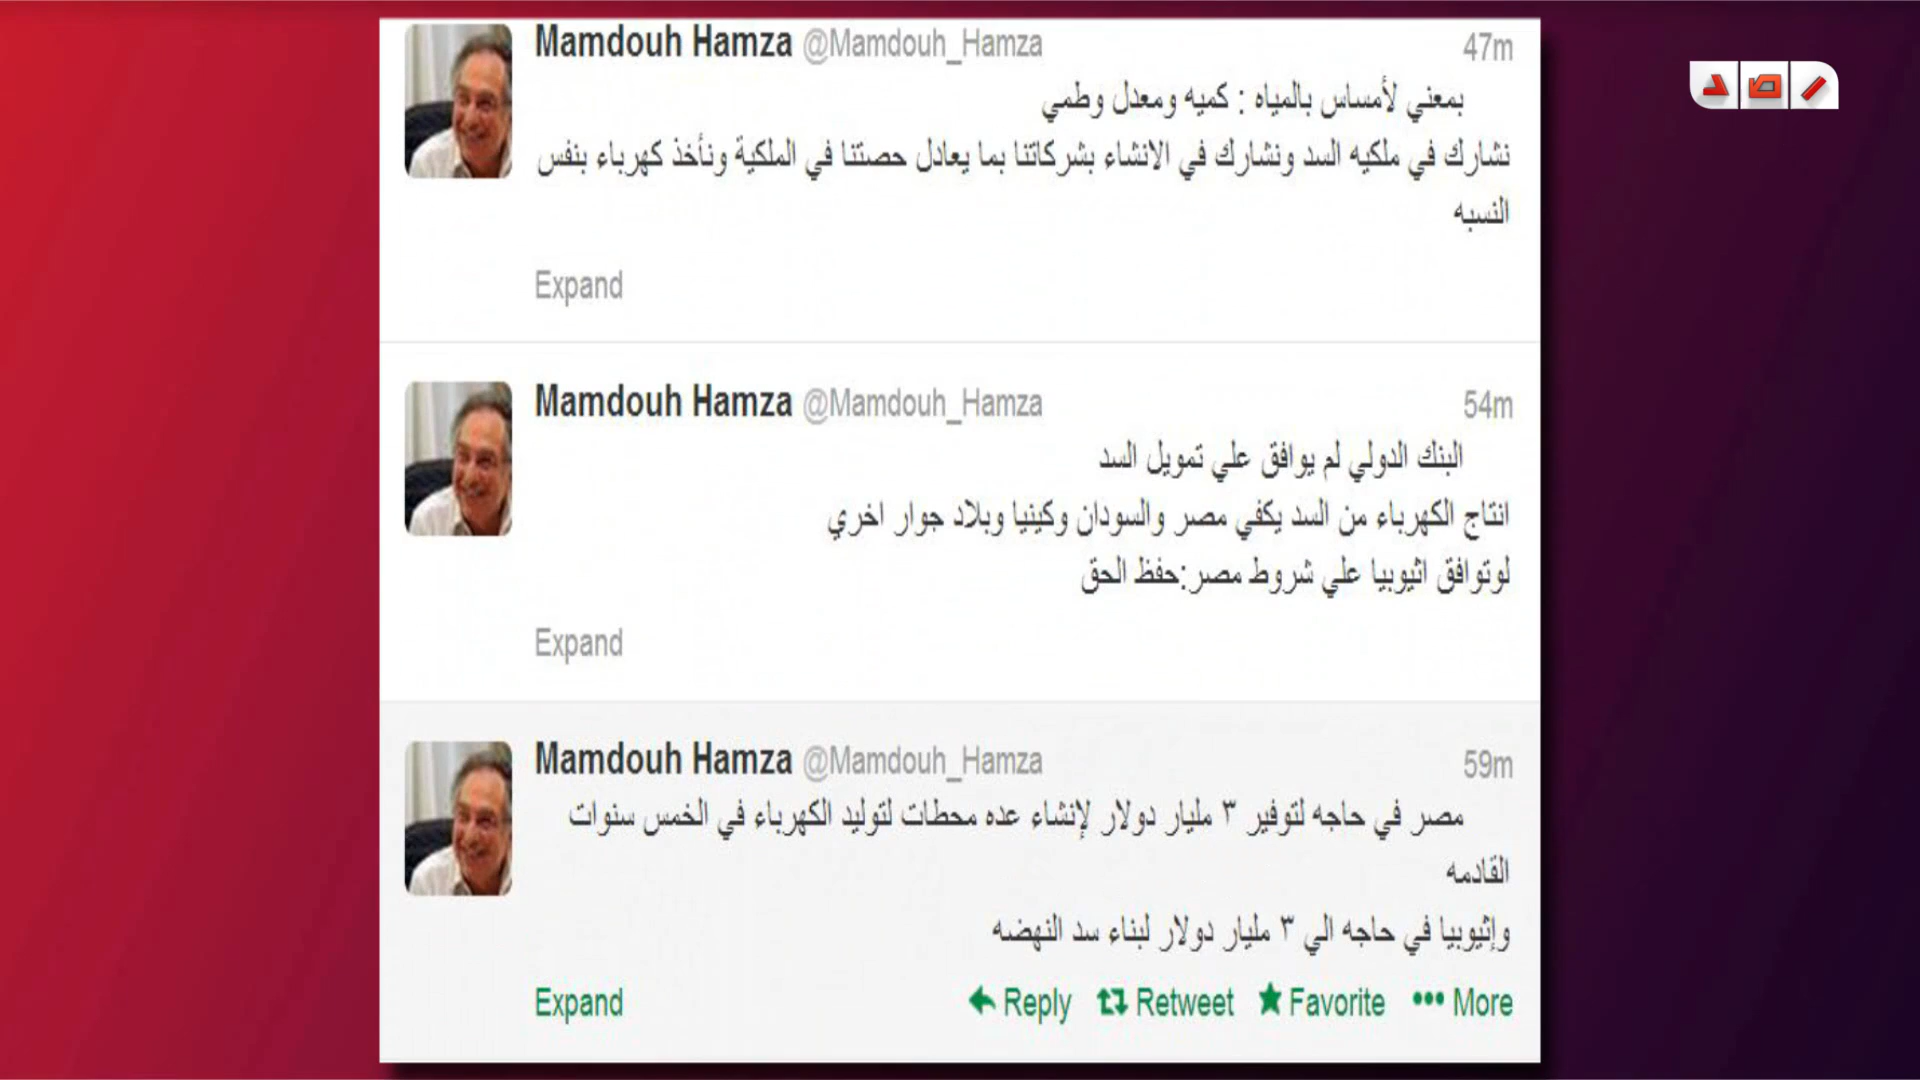 Mamdouh Hamza @Mamdouh_Hamza 47m
بمعني لأمساس بالمياه : كميه ومعدل وطمي
نشارك في ملكيه السد ونشارك في الانشاء بشركاتنا بما يعادل حصتنا في الملكية ونأخذ كهرباء بنفس
النسبه
Expand
Mamdouh Hamza @Mamdouh_Hamza 54m
البنك الدولي لم يوافق علي تمويل السد
انتاج الكهرباء من السد يكفي مصر والسودان وكينيا وبلاد جوار اخري
لوتوافق اثيوبيا علي شروط مصر:حفظ الحق
Expand
Mamdouh Hamza @Mamdouh_Hamza 59m
مصر في حاجه لتوفير ٣ مليار دولار لإنشاء عده محطات لتوليد الكهرباء في الخمس سنوات
القادمه
وإثيوبيا في حاجه الي ٣ مليار دولار لبناء سد النهضه
Expand Reply Retweet Favorite More